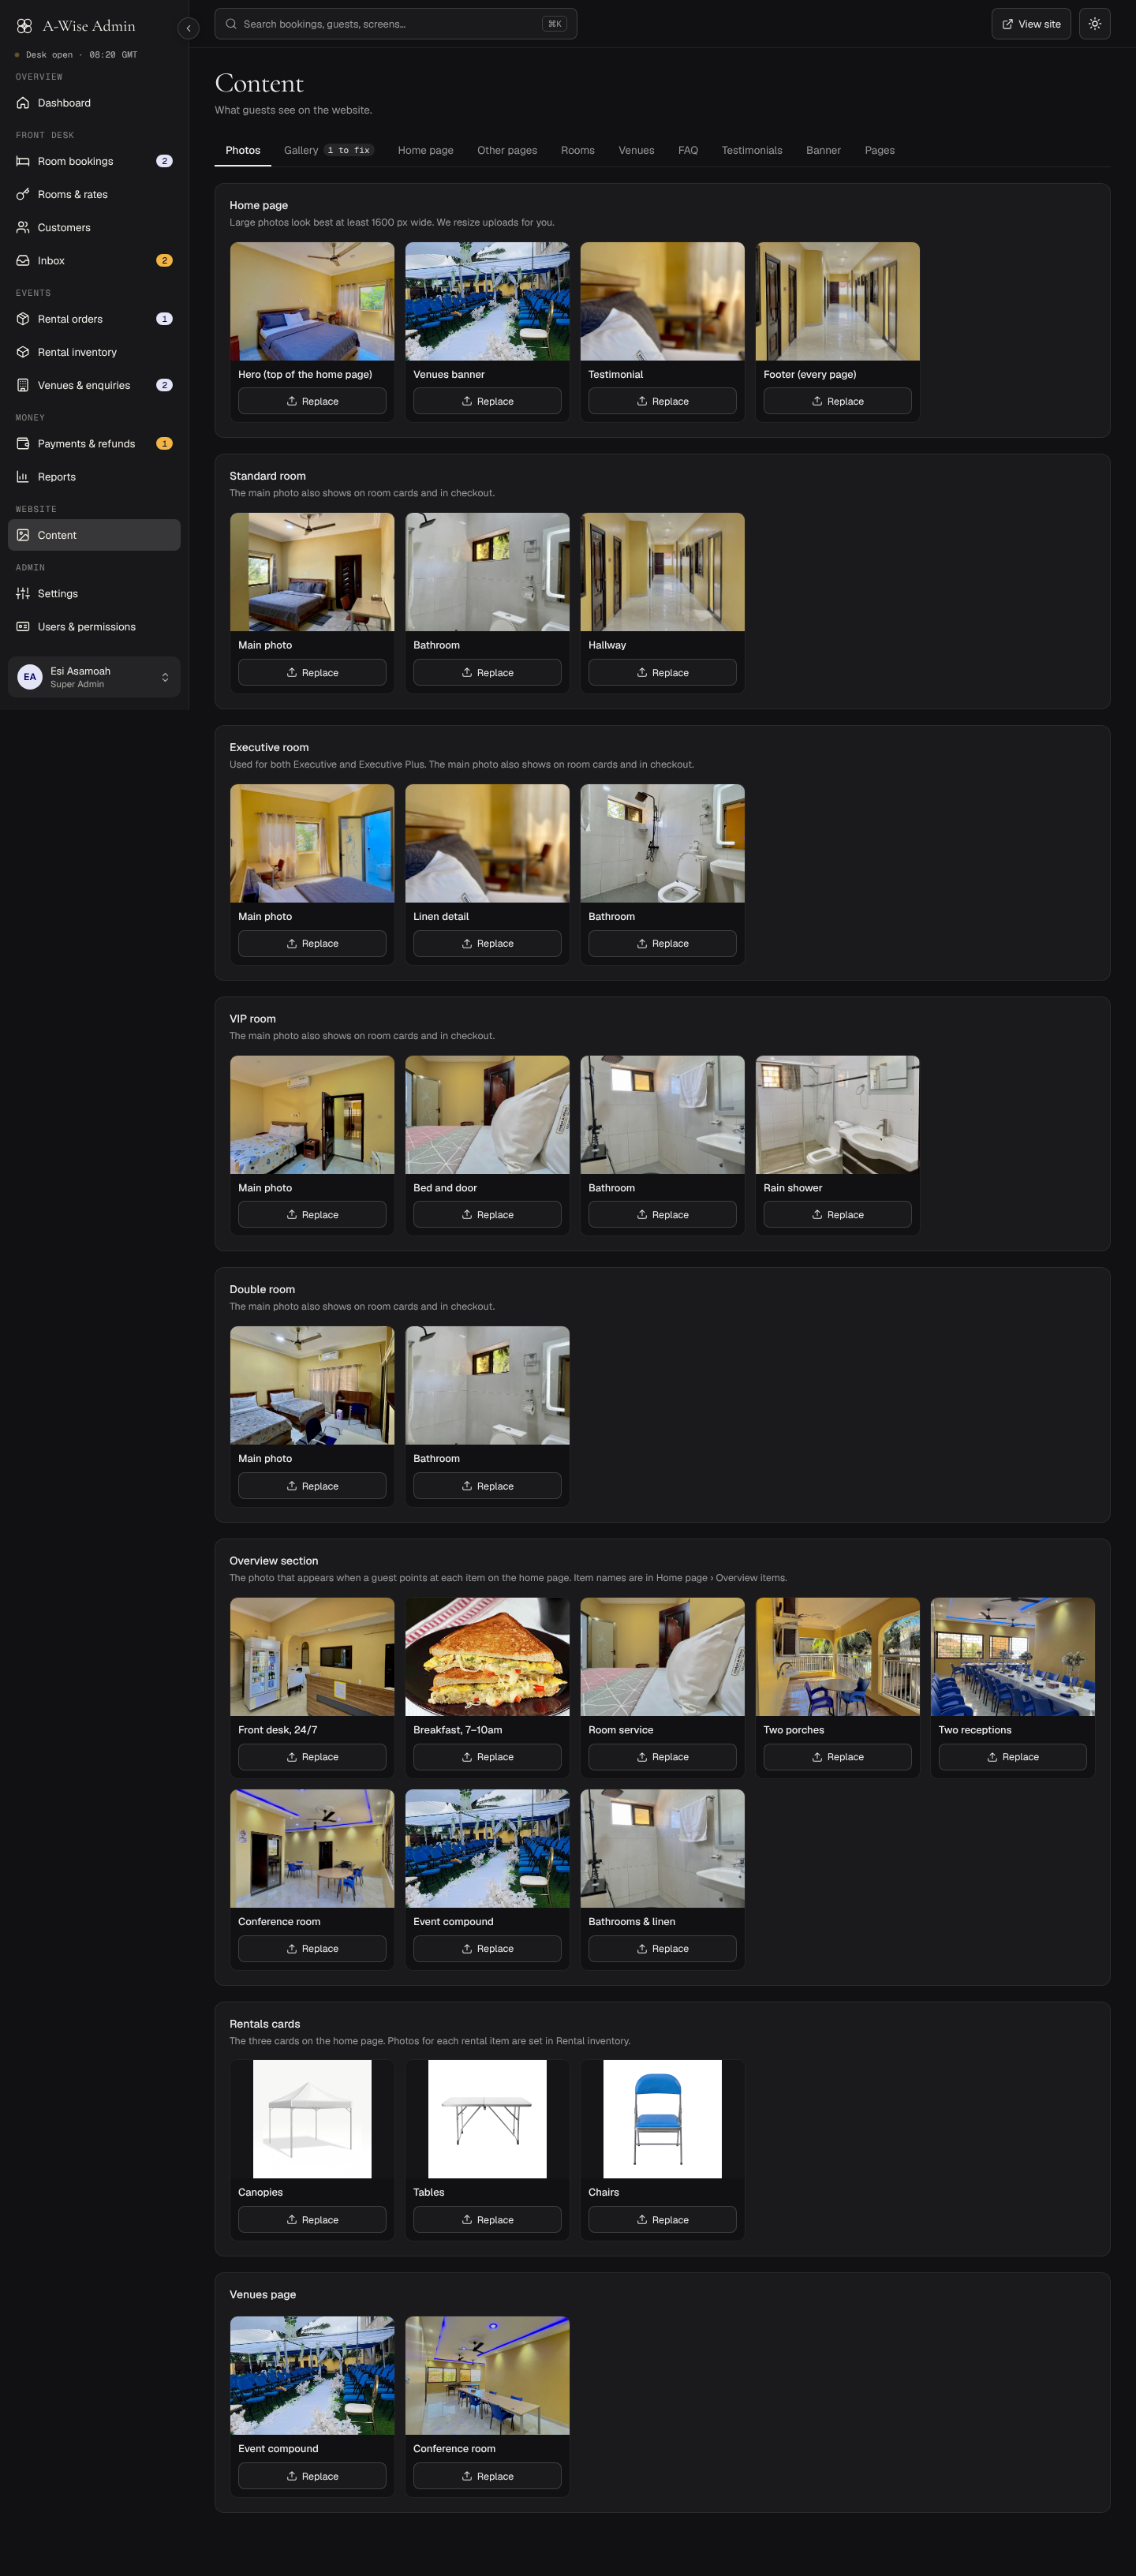 A-Wise Admin
Desk open · 08:20 GMT
OVERVIEW
Dashboard
FRONT DESK
Room bookings 2
Rooms & rates
Customers
Inbox 2
EVENTS
Rental orders 1
Rental inventory
Venues & enquiries 2
MONEY
Payments & refunds 1
Reports
WEBSITE
Content
ADMIN
Settings
Users & permissions
EA
Esi Asamoah
Super Admin
Search bookings, guests, screens... ⌘K
View site
Content
What guests see on the website.
Photos Gallery 1 to fix Home page Other pages Rooms Venues FAQ Testimonials Banner Pages
Home page
Large photos look best at least 1600 px wide. We resize uploads for you.
Hero (top of the home page) Venues banner Testimonial Footer (every page)
Replace Replace Replace Replace
Standard room
The main photo also shows on room cards and in checkout.
Main photo Bathroom Hallway
Replace Replace Replace
Executive room
Used for both Executive and Executive Plus. The main photo also shows on room cards and in checkout.
Main photo Linen detail Bathroom
Replace Replace Replace
VIP room
The main photo also shows on room cards and in checkout.
Main photo Bed and door Bathroom Rain shower
Replace Replace Replace Replace
Double room
The main photo also shows on room cards and in checkout.
Main photo Bathroom
Replace Replace
Overview section
The photo that appears when a guest points at each item on the home page. Item names are in Home page › Overview items.
Front desk, 24/7 Breakfast, 7–10am Room service Two porches Two receptions
Replace Replace Replace Replace Replace
Conference room Event compound Bathrooms & linen
Replace Replace Replace
Rentals cards
The three cards on the home page. Photos for each rental item are set in Rental inventory.
Canopies Tables Chairs
Replace Replace Replace
Venues page
Event compound Conference room
Replace Replace